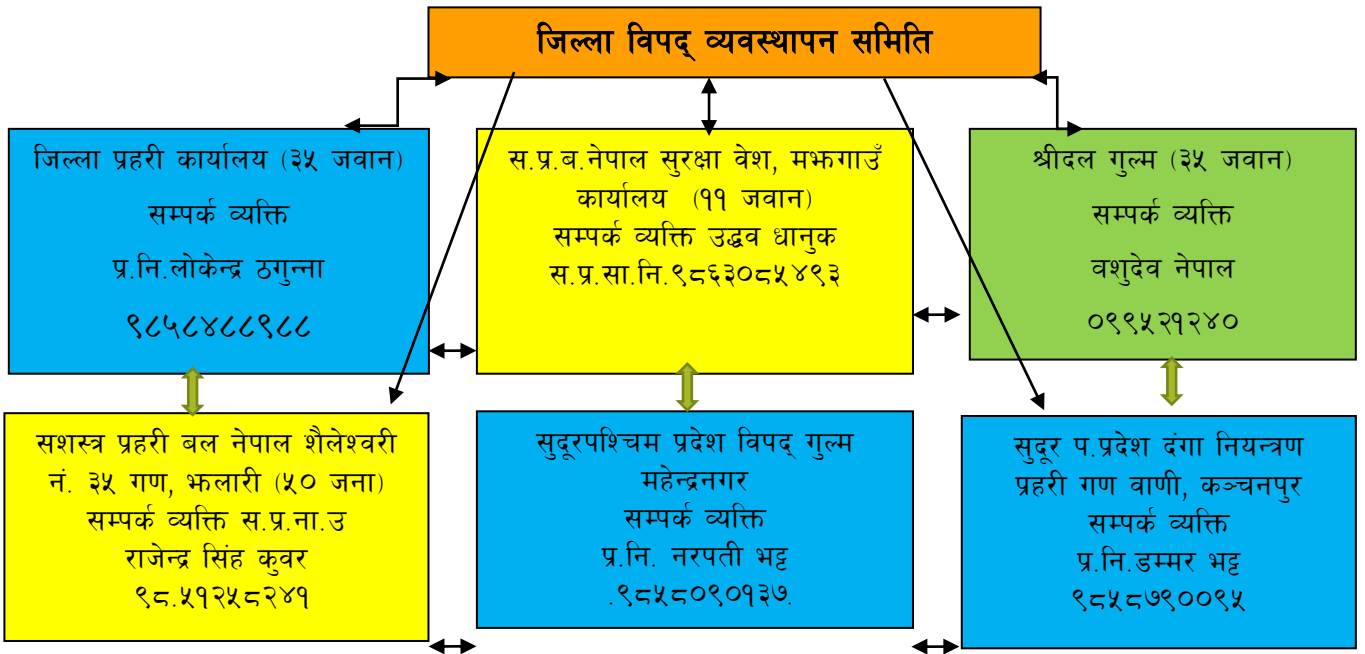 जिल्ला विपद् व्यवस्थापन समिति
जिल्ला प्रहरी कार्यालय (३५ जवान)
सम्पर्क व्यक्ति
प्र.नि.लोकेन्द्र ठगुन्ना
९८५८४८८९८८
स.प्र.ब.नेपाल सुरक्षा वेश, मझगाउँ
कार्यालय (११ जवान)
सम्पर्क व्यक्ति उद्धव धानुक
स.प्र.सा.नि.९८६३०८५४९३
श्रीदल गुल्म (३५ जवान)
सम्पर्क व्यक्ति
वशुदेव नेपाल
०९९५२१२४०
सशस्त्र प्रहरी बल नेपाल शैलेश्वरी
नं. ३५ गण, झलारी (५० जना)
सम्पर्क व्यक्ति स.प्र.ना.उ
राजेन्द्र सिंह कुवर
९८.५१२५८२४१
सुदूरपश्चिम प्रदेश विपद् गुल्म
महेन्द्रनगर
सम्पर्क व्यक्ति
प्र.नि. नरपती भट्ट
.९८५८०९०१३७.
सुदूर प.प्रदेश दंगा नियन्त्रण
प्रहरी गण वाणी, कञ्चनपुर
सम्पर्क व्यक्ति
प्र.नि.डम्मर भट्ट
९८५८७९००९५